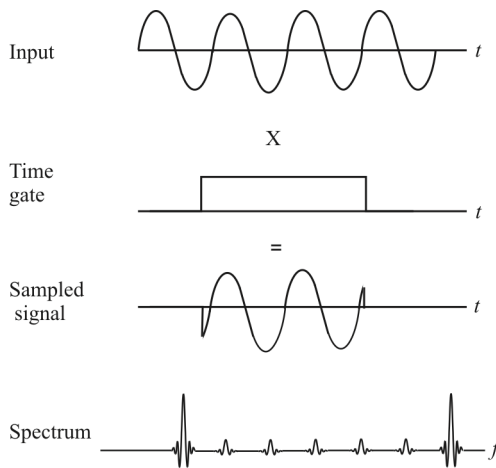 Input
t
X
Time
gate
t
=
Sampled
signal
t
Spectrum
f